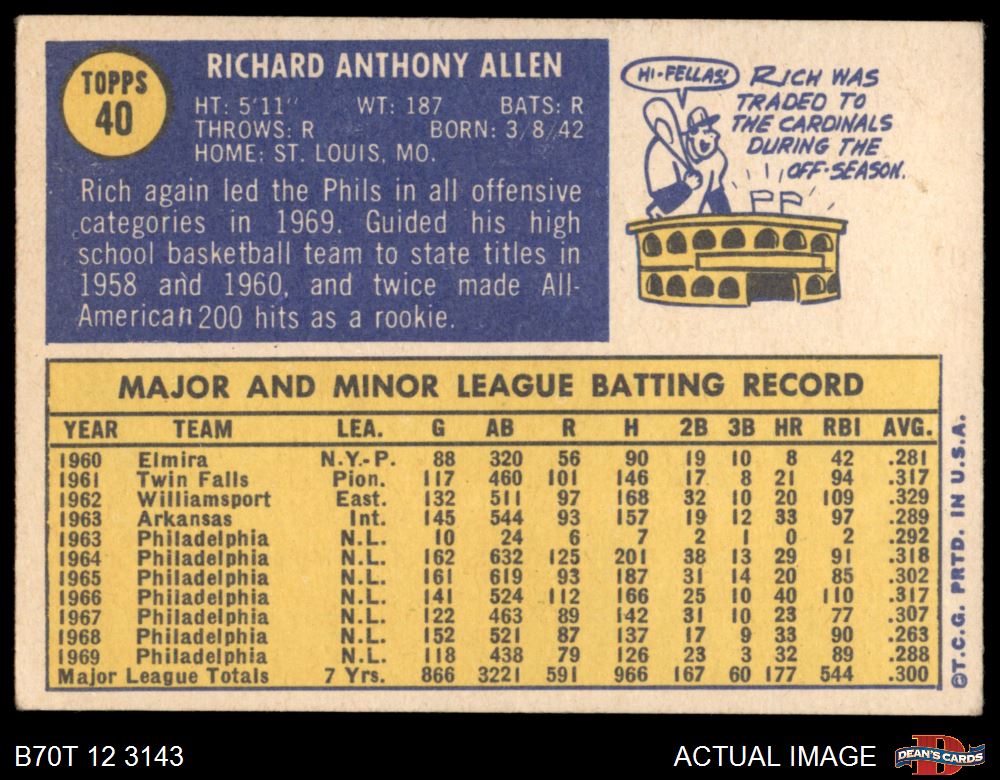 TOPPS
40
RICHARD ANTHONY ALLEN
HT: 5'11" WT: 187 BATS: R
THROWS: R BORN: 3/8/42
HOME: ST. LOUIS, MO.
Rich again led the Phils in all offensive
categories in 1969. Guided his high
school basketball team to state titles in
1958 and 1960, and twice made All-
American 200 hits as a rookie.
HI-FELLAS!
RICH WAS
TRADED TO
THE CARDINALS
DURING THE
OFF-SEASON.
MAJOR AND MINOR LEAGUE BATTING RECORD
YEAR TEAM LEA. G AB R H 2B 3B HR RBI AVG.
1960 Elmira N.Y.-P. 88 320 56 90 19 10 8 42 .281
1961 Twin Falls Pion. 117 460 101 146 17 8 21 94 .317
1962 Williamsport East. 132 511 97 168 32 10 20 109 .329
1963 Arkansas Int. 145 544 93 157 19 12 33 97 .289
1963 Philadelphia N.L. 10 24 6 7 2 1 0 2 .292
1964 Philadelphia N.L. 162 632 125 201 38 13 29 91 .318
1965 Philadelphia N.L. 161 619 93 187 31 14 20 85 .302
1966 Philadelphia N.L. 141 524 112 166 25 10 40 110 .317
1967 Philadelphia N.L. 122 463 89 142 31 10 23 77 .307
1968 Philadelphia N.L. 152 521 87 137 17 9 33 90 .263
1969 Philadelphia N.L. 118 438 79 126 23 3 32 89 .288
Major League Totals 7 Yrs. 866 3221 591 966 167 60 177 544 .300
©T.C.G. PRTD. IN U.S.A.
B70T 12 3143
ACTUAL IMAGE
DEAN'S CARDS